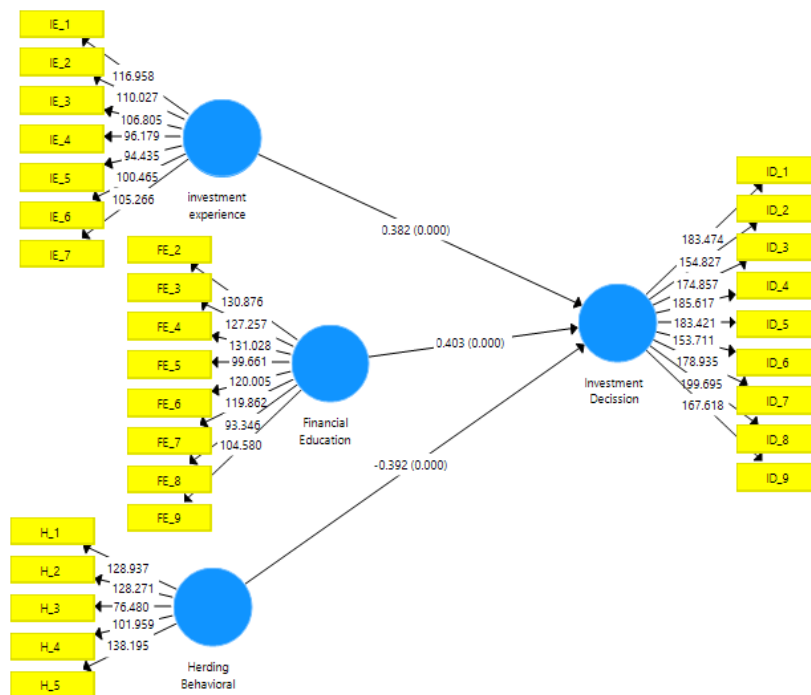 IE_1
IE_2
IE_3
IE_4
IE_5
IE_6
IE_7
116.958
110.027
106.805
96.179
94.435
100.465
105.266
investment
experience
0.382 (0.000)
FE_2
FE_3
FE_4
FE_5
FE_6
FE_7
FE_8
FE_9
130.876
127.257
131.028
99.661
120.005
119.862
93.346
104.580
Financial
Education
0.403 (0.000)
H_1
H_2
H_3
H_4
H_5
128.937
128.271
76.480
101.959
138.195
Herding
Behavioral
-0.392 (0.000)
Investment
Decission
183.474
154.827
174.857
185.617
183.421
153.711
178.935
199.695
167.618
ID_1
ID_2
ID_3
ID_4
ID_5
ID_6
ID_7
ID_8
ID_9